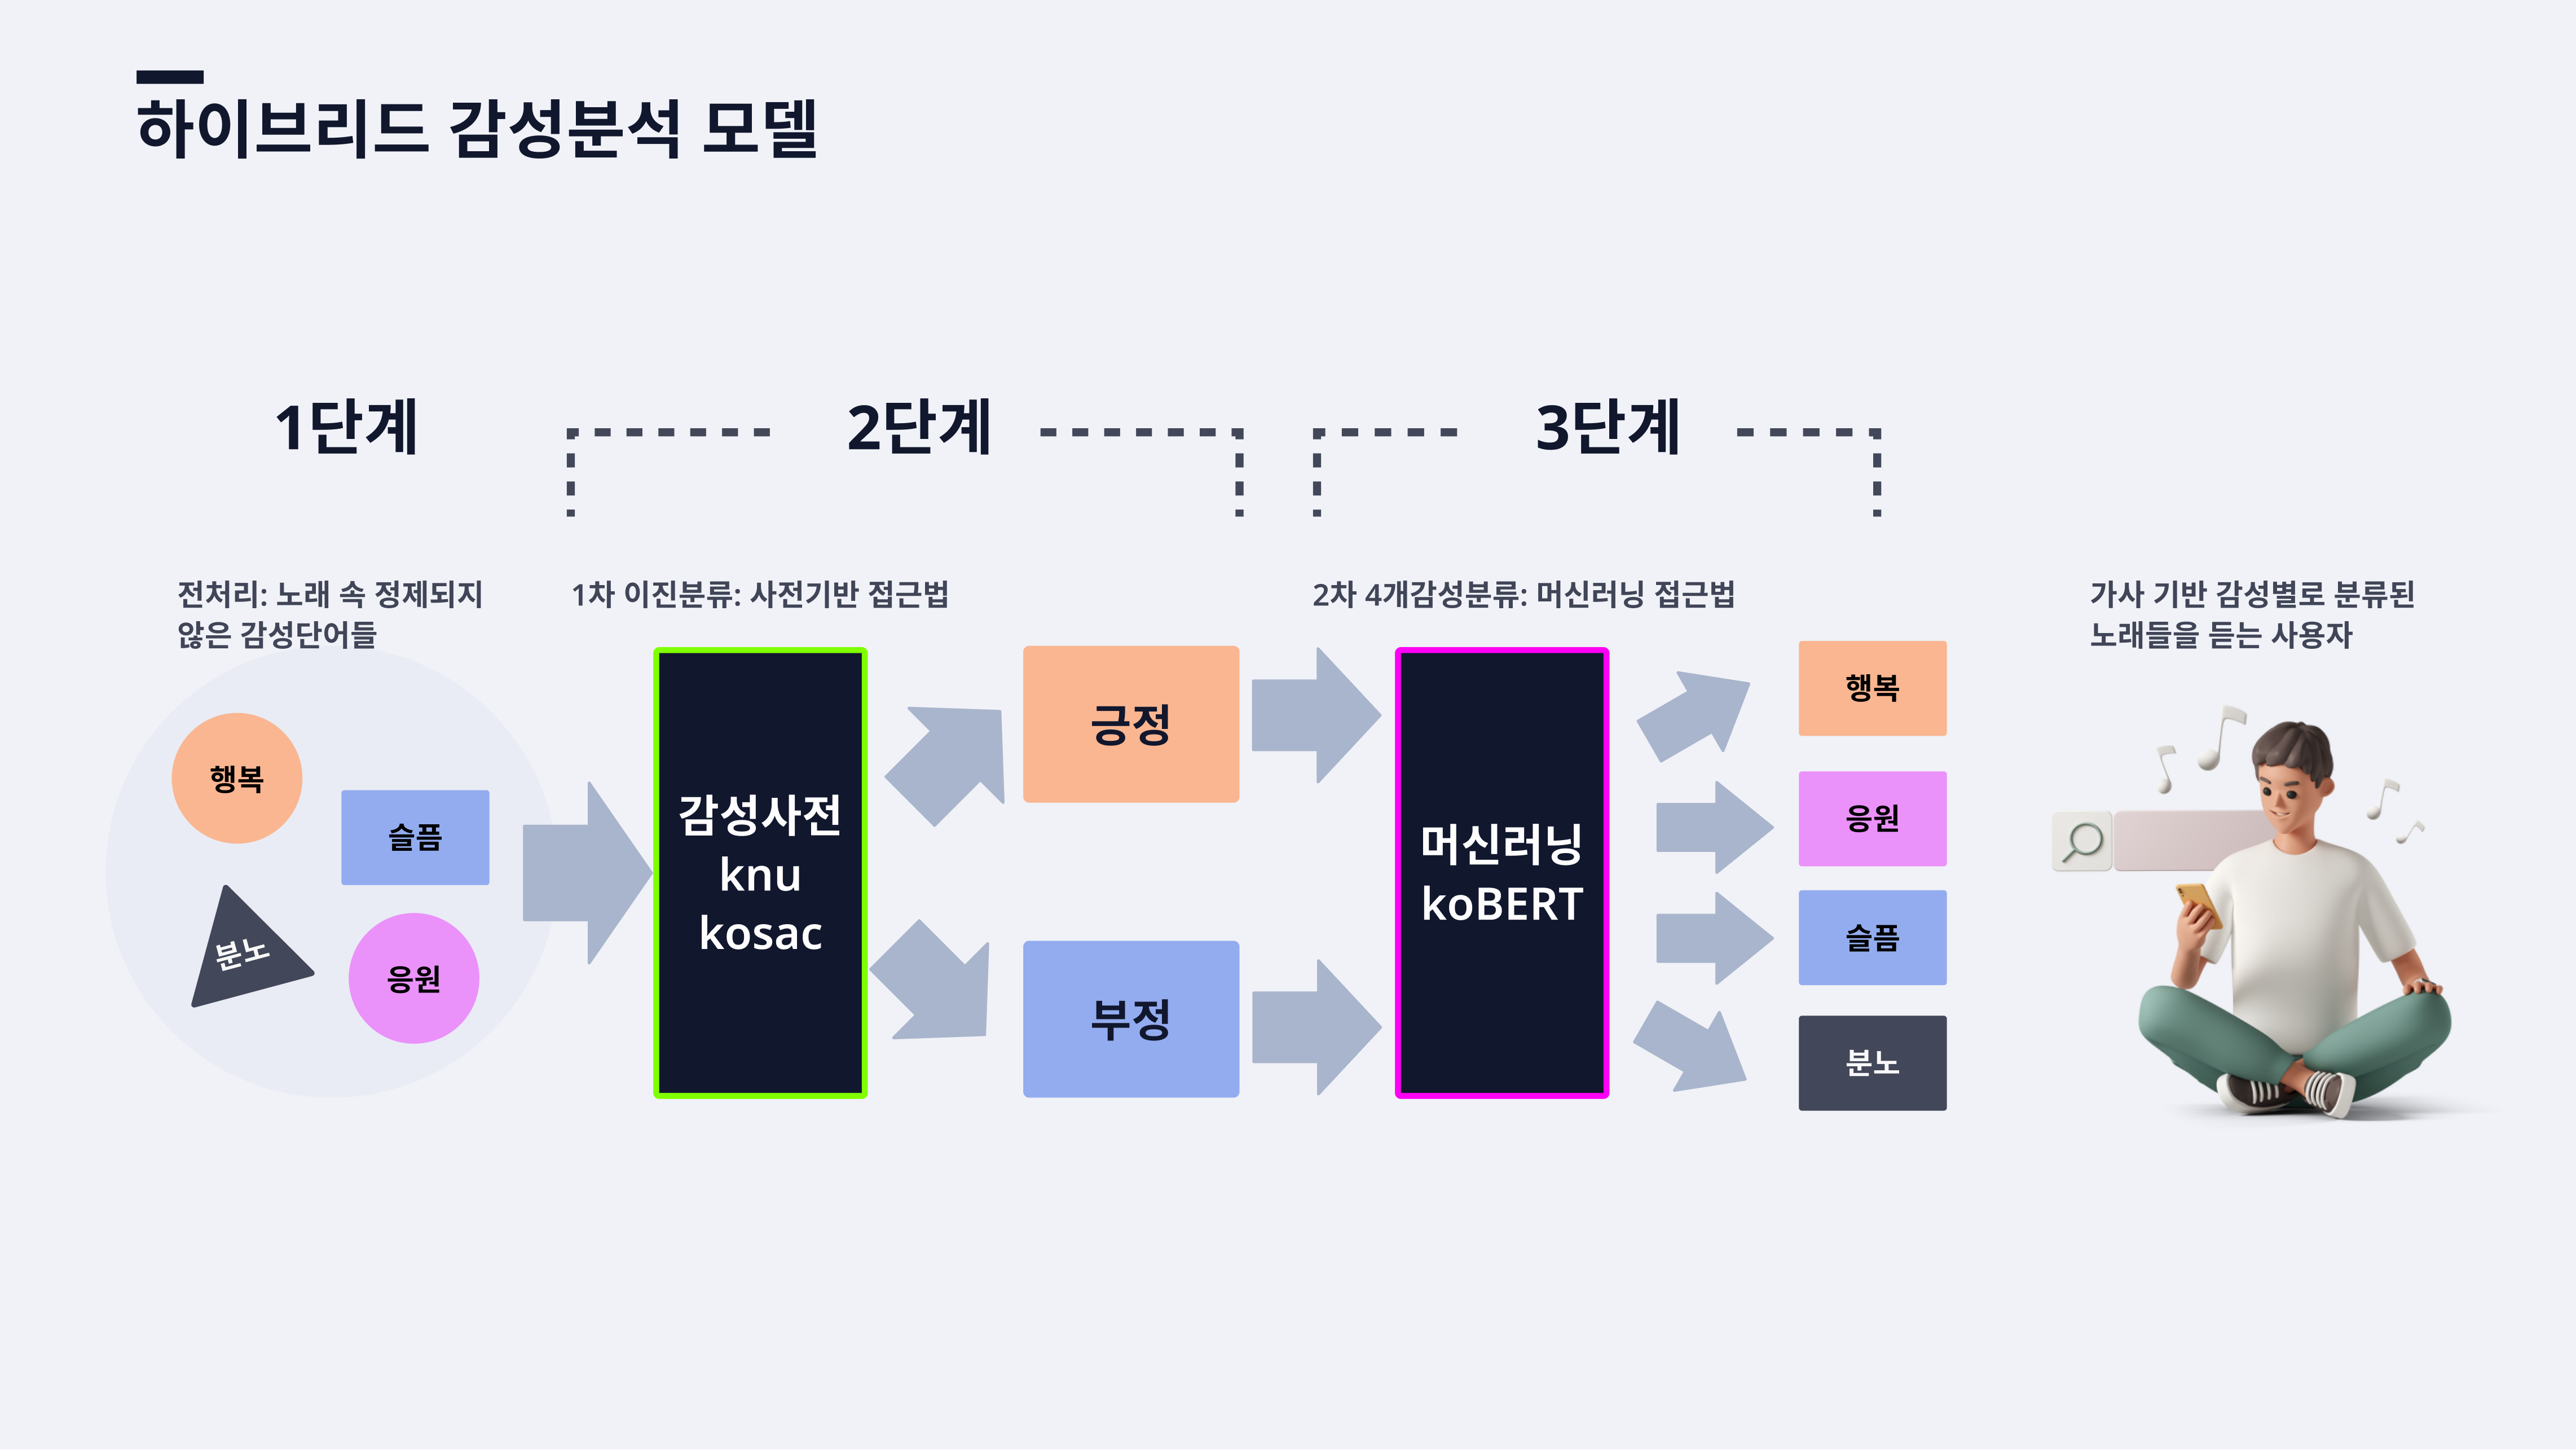 하이브리드 감성분석 모델
1단계
2단계
3단계
전처리: 노래 속 정제되지
않은 감성단어들
1차 이진분류: 사전기반 접근법
2차 4개감성분류: 머신러닝 접근법
가사 기반 감성별로 분류된
노래들을 듣는 사용자
행복
슬픔
분노
응원
감성사전
knu
kosac
긍정
부정
머신러닝
koBERT
행복
응원
슬픔
분노